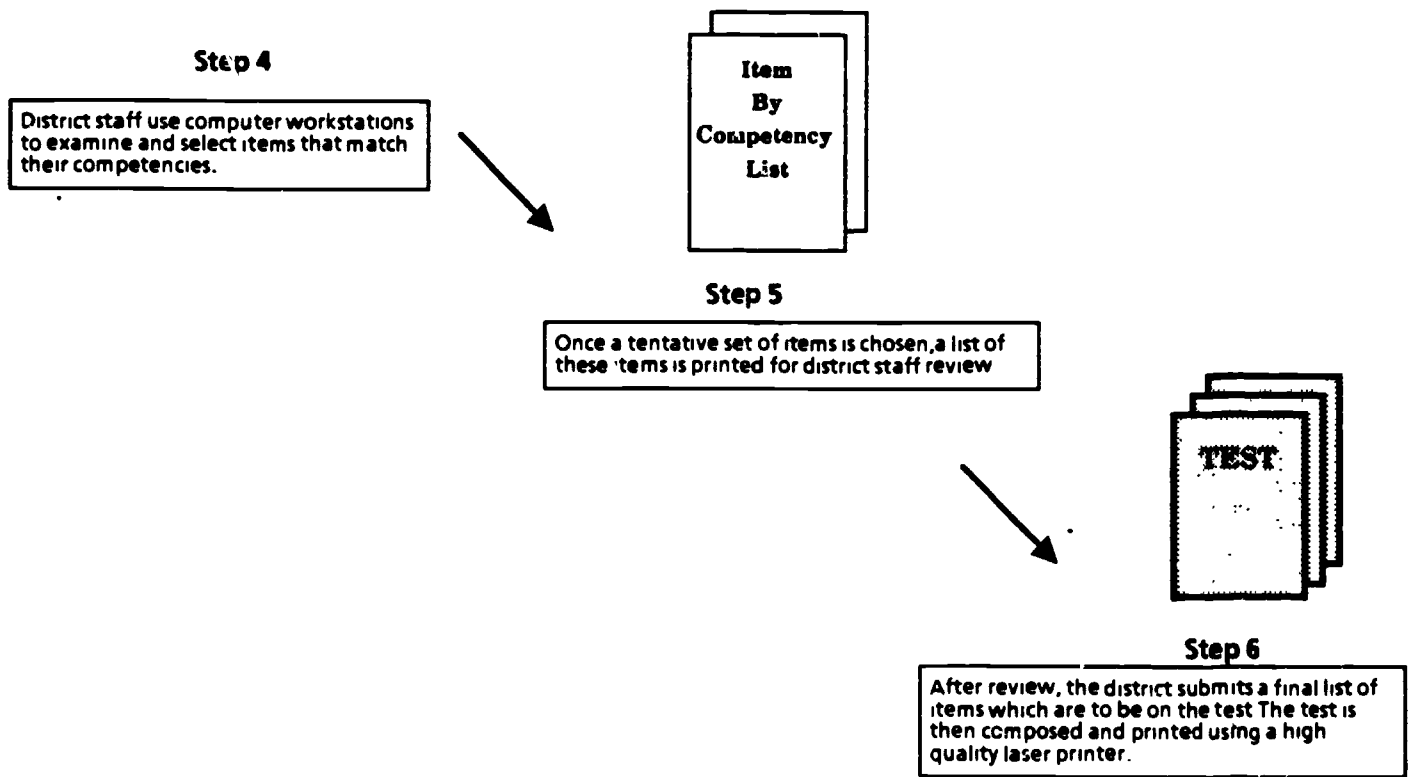 Step 4
District staff use computer workstations
to examine and select items that match
their competencies.
Item
By
Competency
List
Step 5
Once a tentative set of items is chosen, a list of
these items is printed for district staff review
TEST
Step 6
After review, the district submits a final list of
items which are to be on the test The test is
then composed and printed using a high
quality laser printer.